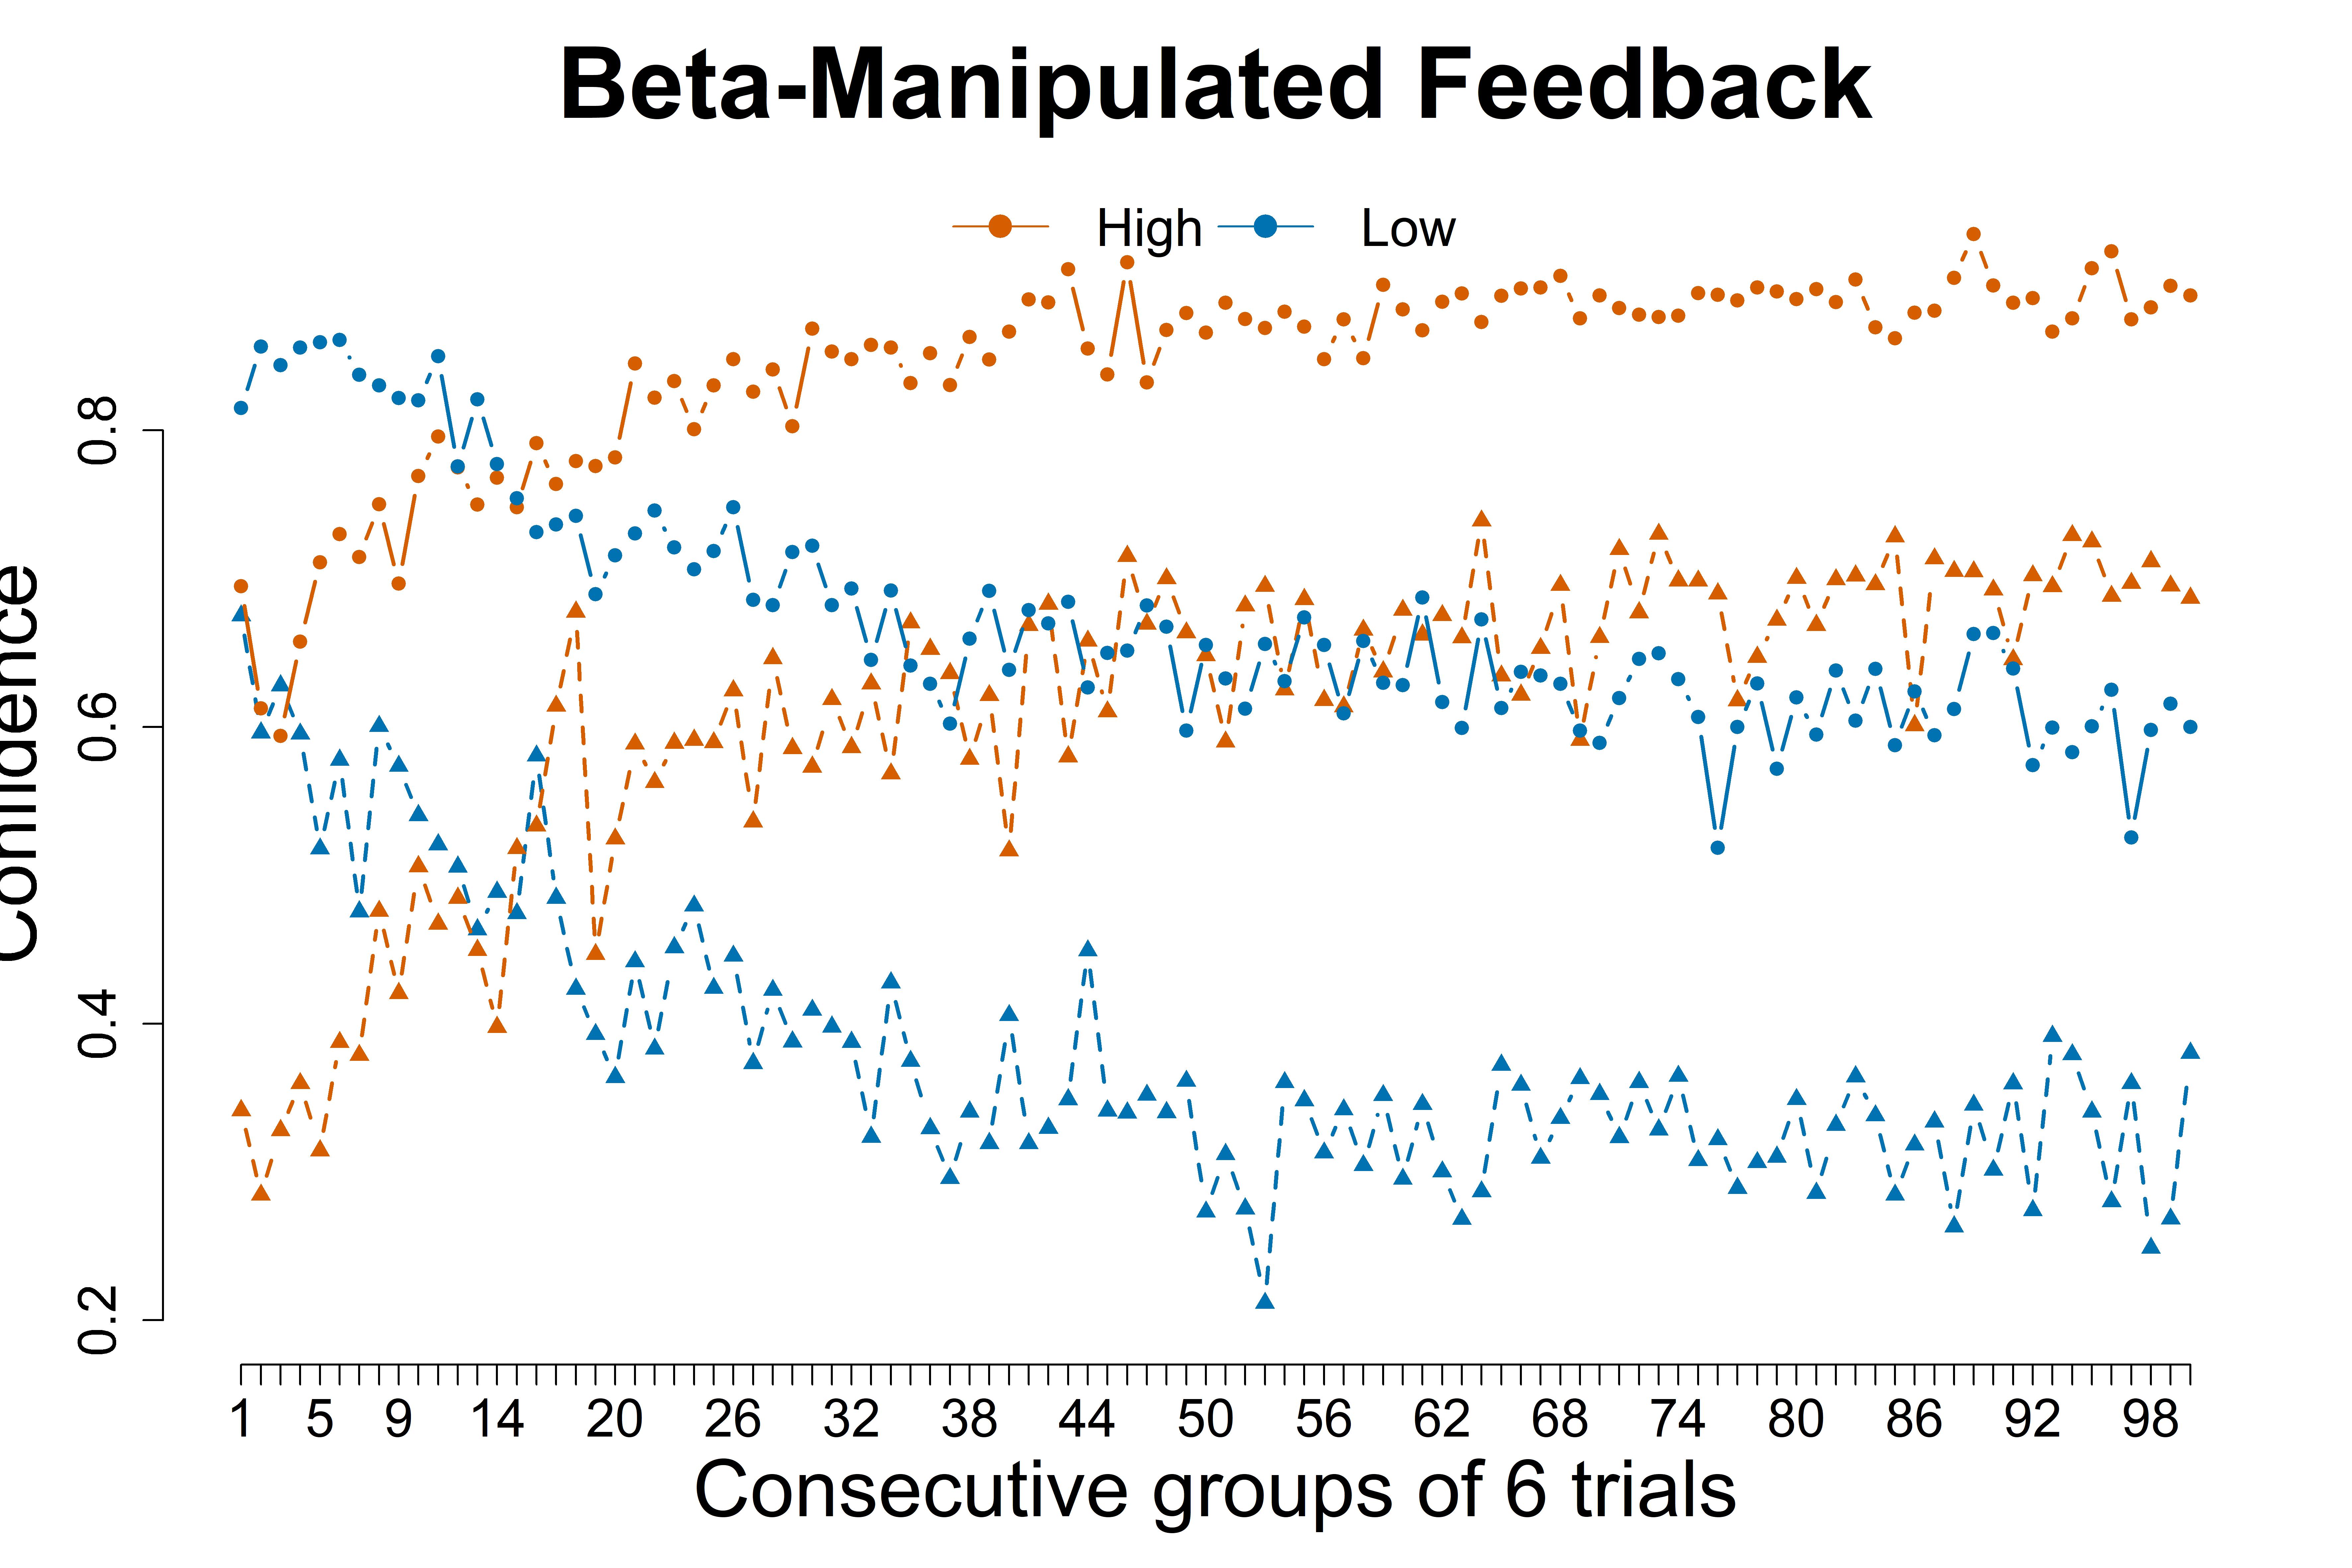 Beta-Manipulated Feedback
High Low
Confidence
0.8
0.6
0.4
0.2
1 5 9 14 20 26 32 38 44 50 56 62 68 74 80 86 92 98
Consecutive groups of 6 trials